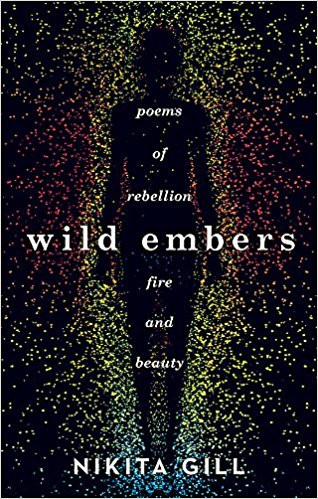 poems
of
rebellion
wild embers
fire
and
beauty
NIKITA GILL